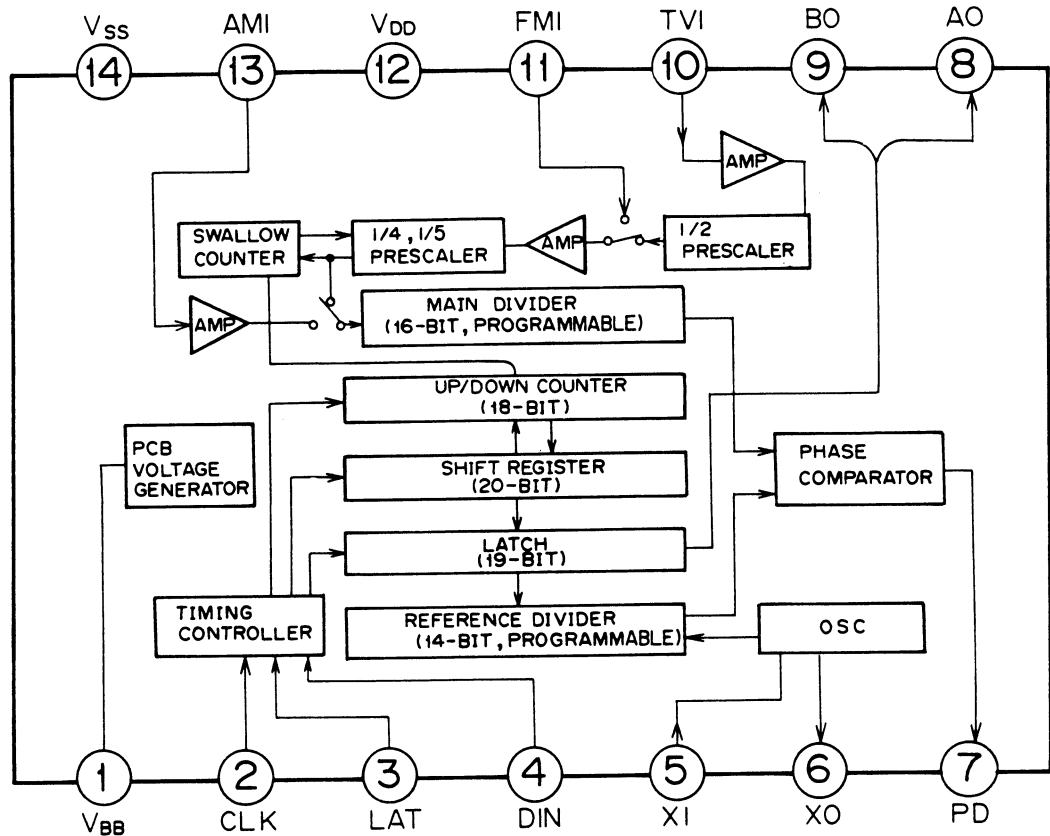 VSS AMI VDD FMI TVI BO AO
14 13 12 11 10 9 8
AMP
SWALLOW
COUNTER
1/4, 1/5
PRESCALER
AMP
1/2
PRESCALER
AMP
MAIN DIVIDER
(16-BIT, PROGRAMMABLE)
UP/DOWN COUNTER
(18-BIT)
PCB
VOLTAGE
GENERATOR
SHIFT REGISTER
(20-BIT)
PHASE
COMPARATOR
LATCH
(19-BIT)
TIMING
CONTROLLER
REFERENCE DIVIDER
(14-BIT, PROGRAMMABLE)
OSC
1 2 3 4 5 6 7
VBB CLK LAT DIN XI XO PD